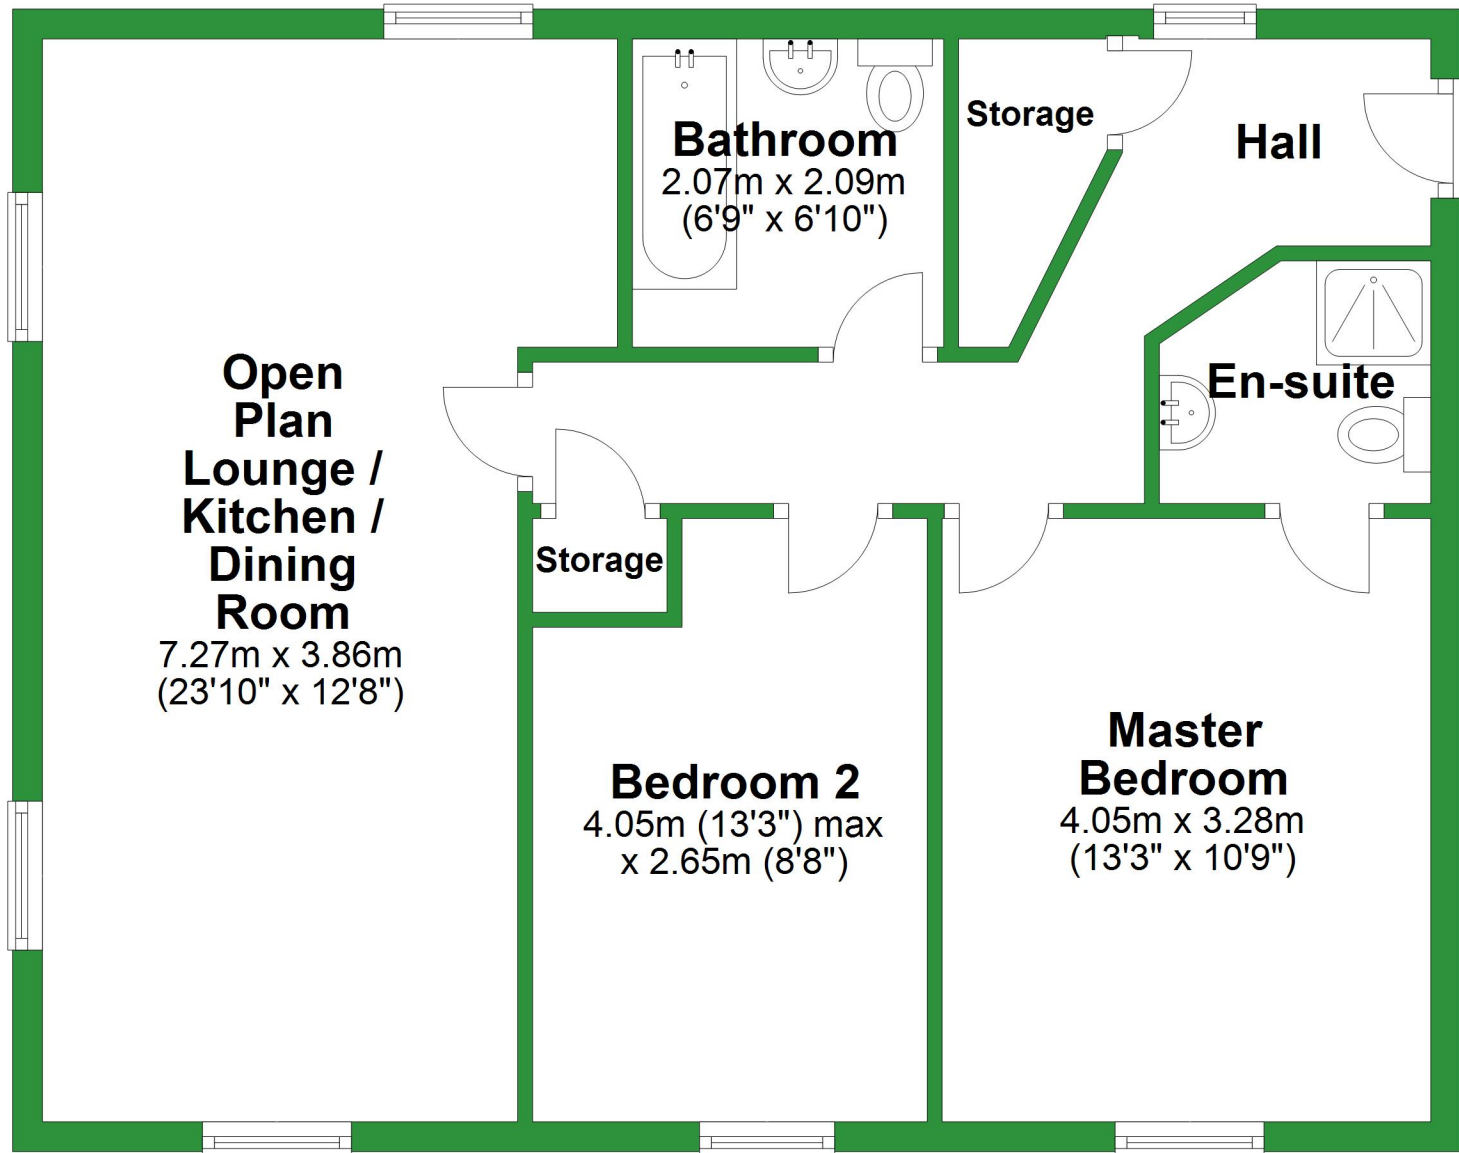 Bathroom
2.07m x 2.09m
(6'9" x 6'10")
Storage
Hall
Open
Plan
Lounge /
Kitchen /
Dining
Room
7.27m x 3.86m
(23'10" x 12'8")
En-suite
Storage
Bedroom 2
4.05m (13'3") max
x 2.65m (8'8")
Master
Bedroom
4.05m x 3.28m
(13'3" x 10'9")